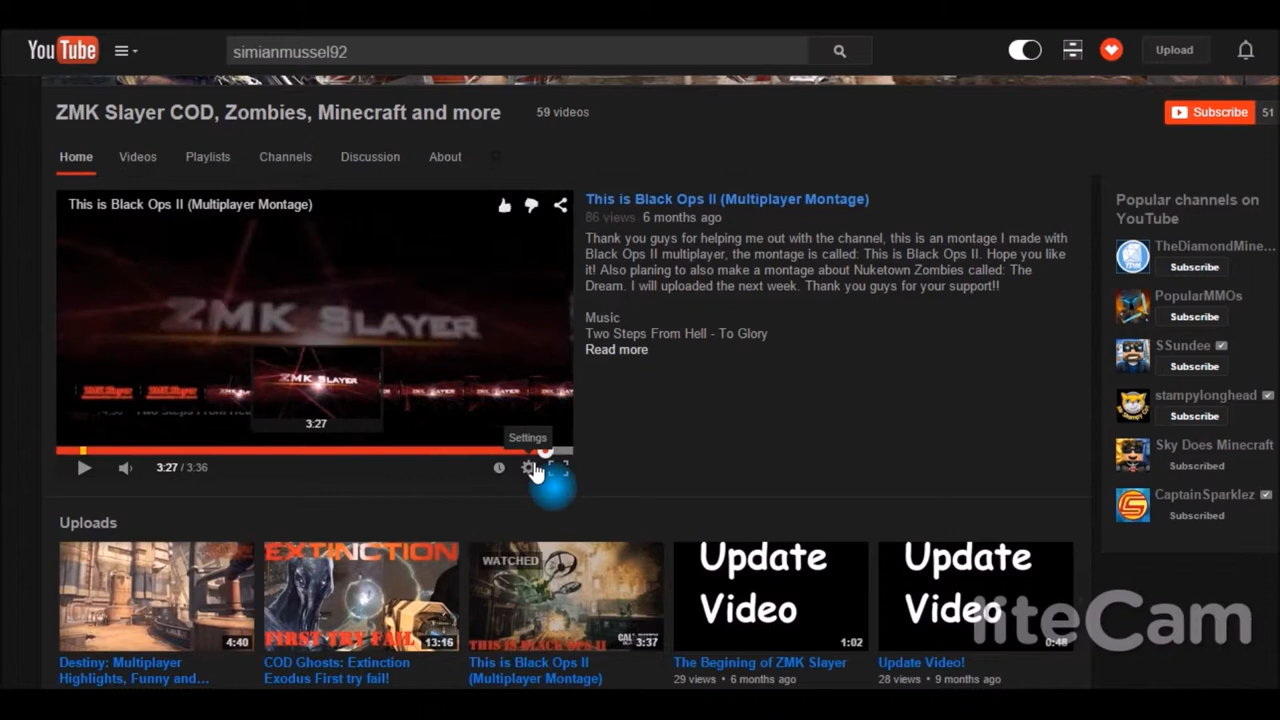 YouTube
simianmussel92
Upload
ZMK Slayer COD, Zombies, Minecraft and more
59 videos
Subscribe 51
Home Videos Playlists Channels Discussion About
This is Black Ops II (Multiplayer Montage)
ZMK SLAYER
ZMK SLAYER
3:27
Settings
3:27 / 3:36
This is Black Ops II (Multiplayer Montage)
86 views 6 months ago
Thank you guys for helping me out with the channel, this is an montage I made with
Black Ops II multiplayer, the montage is called: This is Black Ops II. Hope you like
it! Also planing to also make a montage about Nuketown Zombies called: The
Dream. I will uploaded the next week. Thank you guys for your support!!
Music
Two Steps From Hell - To Glory
Read more
Popular channels on
YouTube
TheDiamondMine...
Subscribe
PopularMMOs
Subscribe
SSundee
Subscribe
stampylonghead
Subscribe
Sky Does Minecraft
Subscribed
CaptainSparklez
Subscribed
Uploads
4:40
EXTINCTION
FIRST TRY FAIL
13:16
WATCHED
THIS IS BLACK OPS II
3:37
Update
Video
1:02
Update
Video
0:48
Destiny: Multiplayer
Highlights, Funny and...
COD Ghosts: Extinction
Exodus First try fail!
This is Black Ops II
(Multiplayer Montage)
The Begining of ZMK Slayer
29 views • 6 months ago
Update Video!
28 views • 9 months ago
liteCam